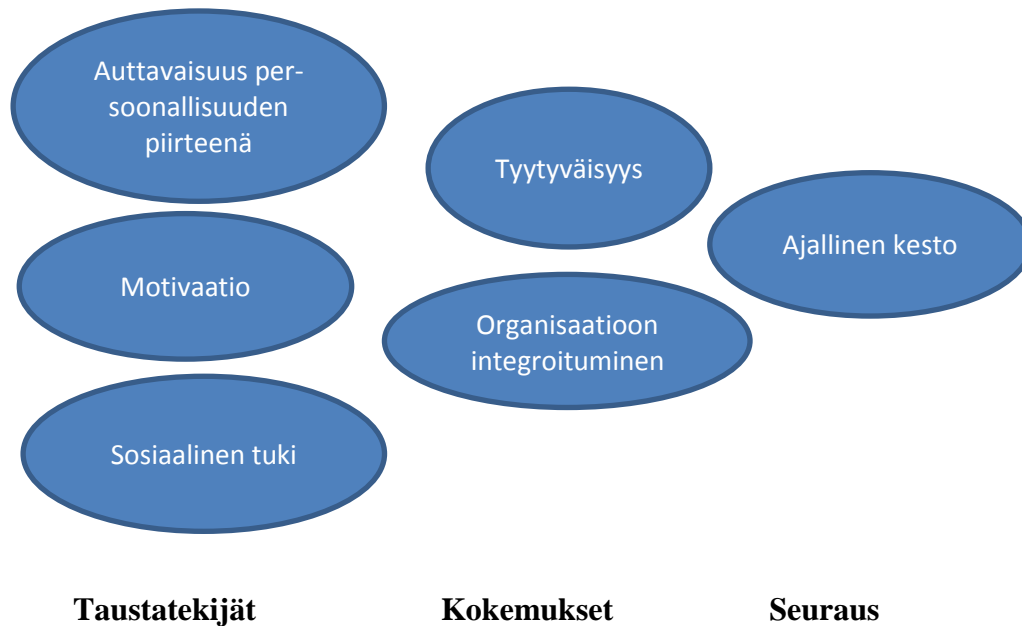 Auttavaisuus per-
soonallisuuden
piirteenä
Motivaatio
Sosiaalinen tuki
Tyytyväisyys
Organisaatioon
integroituminen
Ajallinen kesto
Taustatekijät
Kokemukset
Seuraus